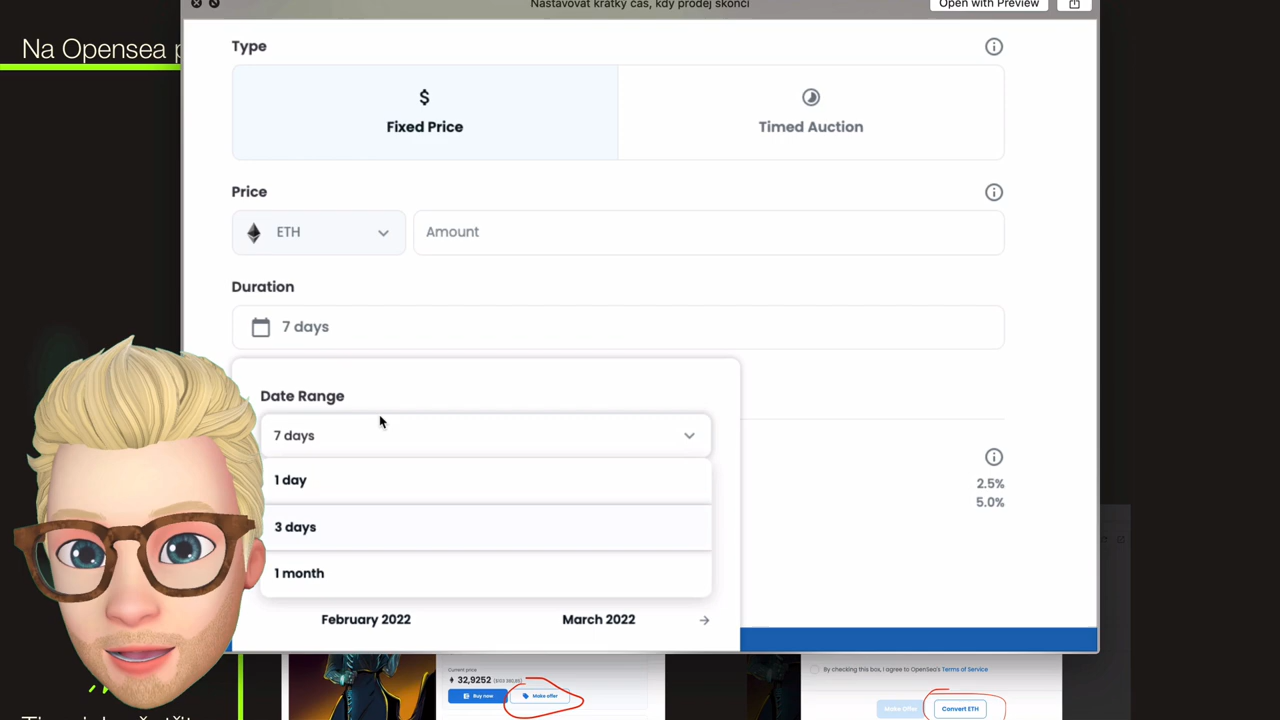 Nastavovat krátký čas, kdy prodej skončí
Open with Preview
Na Opensea p
Type
$
Fixed Price
Timed Auction
Price
ETH
Amount
Duration
7 days
Date Range
7 days
1 day
3 days
1 month
2.5%
5.0%
February 2022
March 2022
Current price
32,9252
Buy now
Make offer
By checking this box, I agree to OpenSea's Terms of Service
Make Offer
Convert ETH